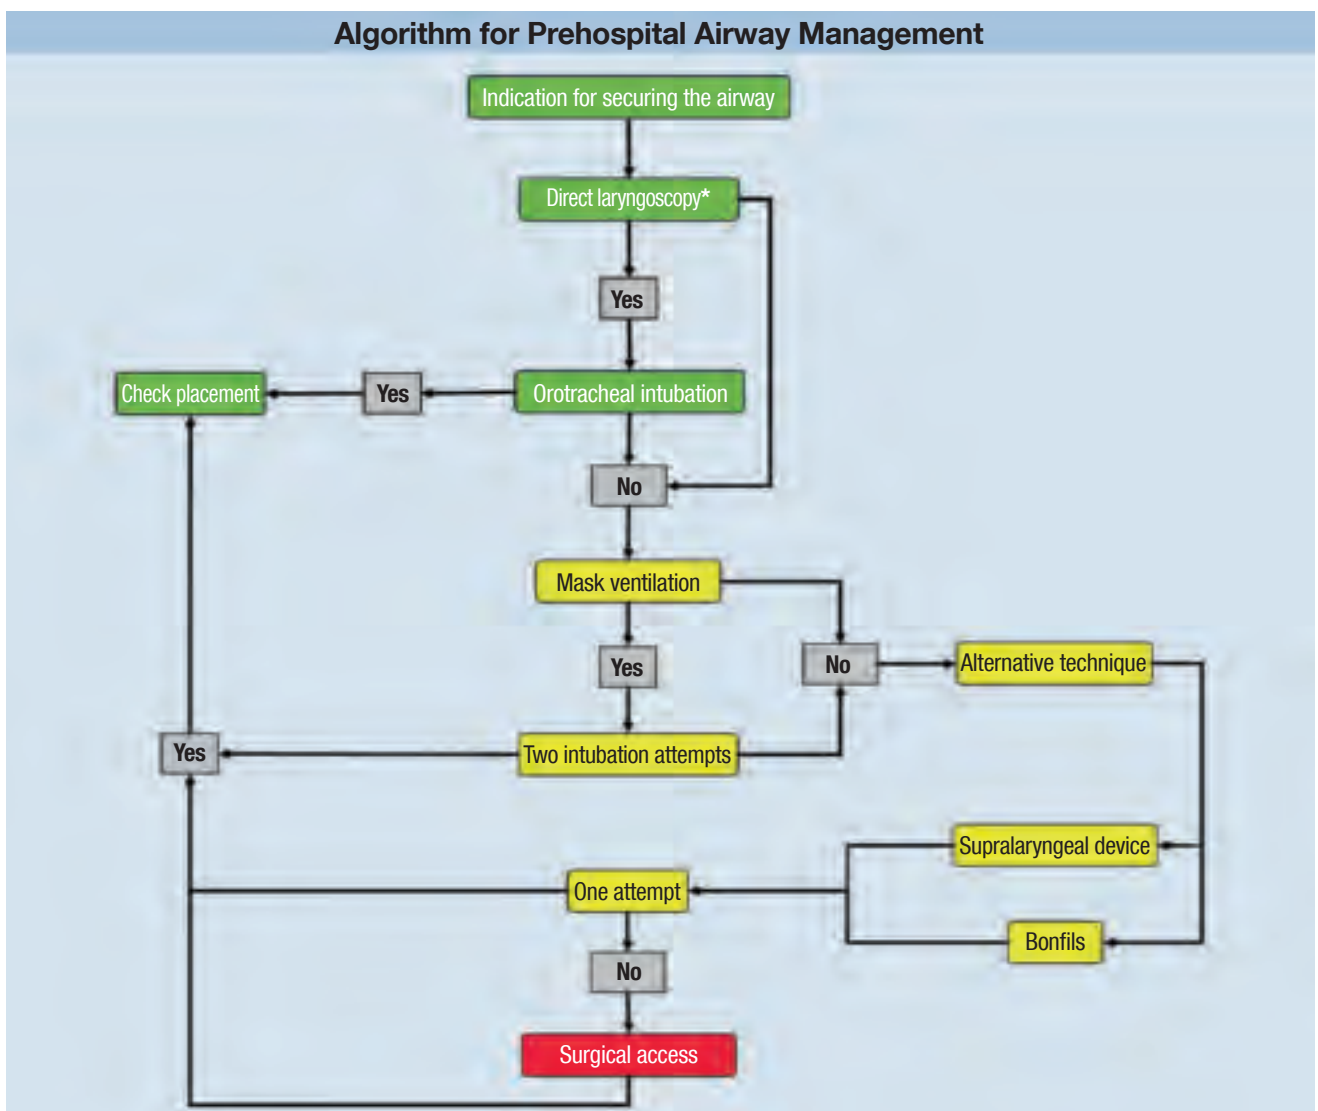 Algorithm for Prehospital Airway Management
Indication for securing the airway
Direct laryngoscopy*
Yes
Check placement
Yes
Orotracheal intubation
No
Mask ventilation
Yes
No
Alternative technique
Yes
Two intubation attempts
Supralaryngeal device
One attempt
Bonfils
No
Surgical access